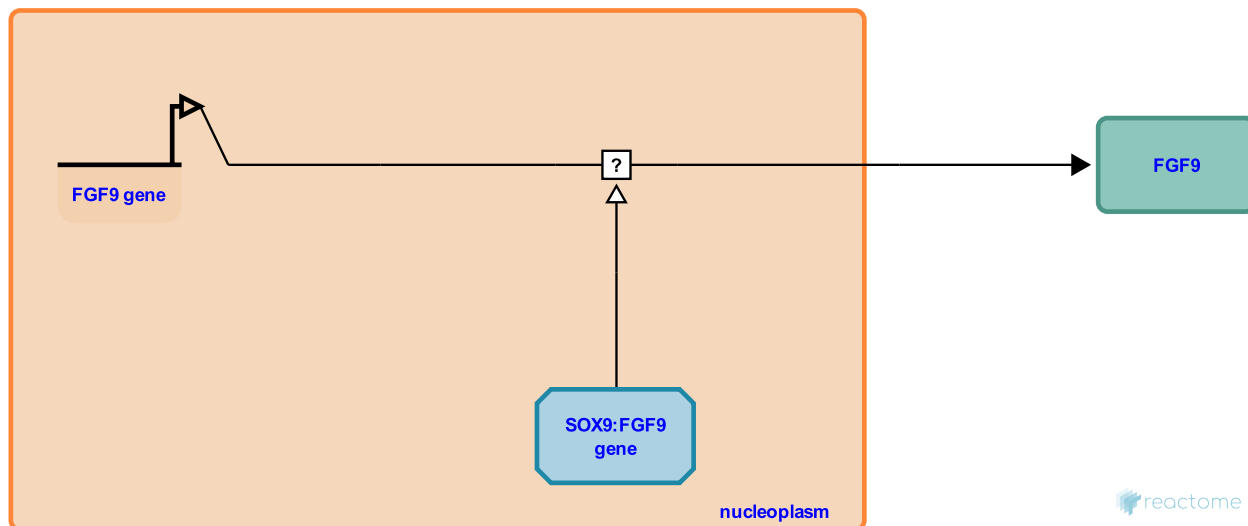 ?
FGF9
FGF9 gene
SOX9:FGF9
gene
nucleoplasm
reactome